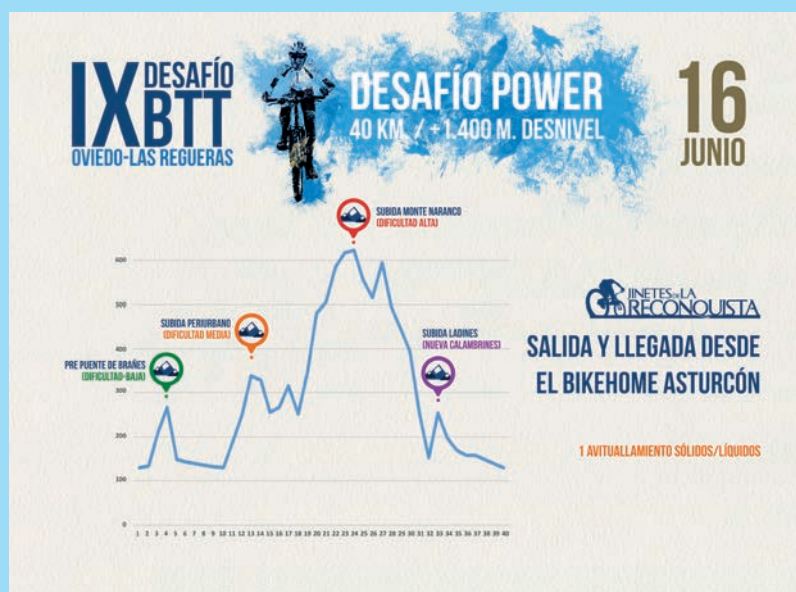 IX DESAFÍO
BTT
OVIEDO-LAS REGUERAS
DESAFÍO POWER
40 KM. / +1.400 M. DESNIVEL
16
JUNIO
SUBIDA MONTE NARANCO
(DIFICULTAD ALTA)
SUBIDA PERIURBANO
(DIFICULTAD MEDIA)
SUBIDA LADINES
(NUEVA CALAMBRINES)
PRE PUENTE DE BRAÑES
(DIFICULTAD-BAJA)
600
500
400
300
200
100
0
1 2 3 4 5 6 7 8 9 10 11 12 13 14 15 16 17 18 19 20 21 22 23 24 25 26 27 28 29 30 31 32 33 34 35 36 37 38 39 40
JINETES DE LA
RECONQUISTA
SALIDA Y LLEGADA DESDE
EL BIKEHOME ASTURCÓN
1 AVITUALLAMIENTO SÓLIDOS/LÍQUIDOS